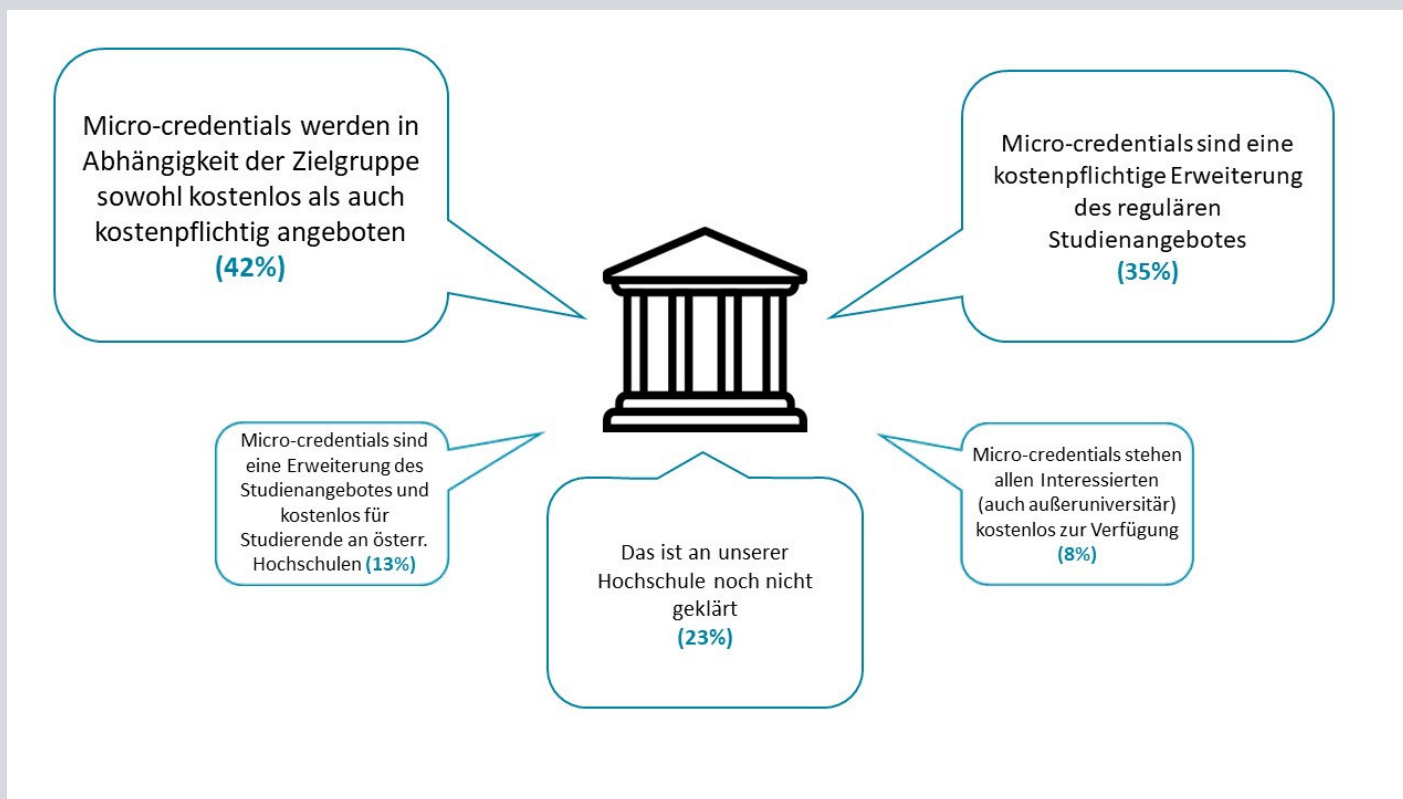 Micro-credentials werden in
Abhängigkeit der Zielgruppe
sowohl kostenlos als auch
kostenpflichtig angeboten
(42%)
Micro-credentials sind eine
kostenpflichtige Erweiterung
des regulären
Studienangebotes
(35%)
Micro-credentials sind
eine Erweiterung des
Studienangebotes und
kostenlos für
Studierende an österr.
Hochschulen (13%)
Das ist an unserer
Hochschule noch nicht
geklärt
(23%)
Micro-credentials stehen
allen Interessierten
(auch außeruniversitär)
kostenlos zur Verfügung
(8%)